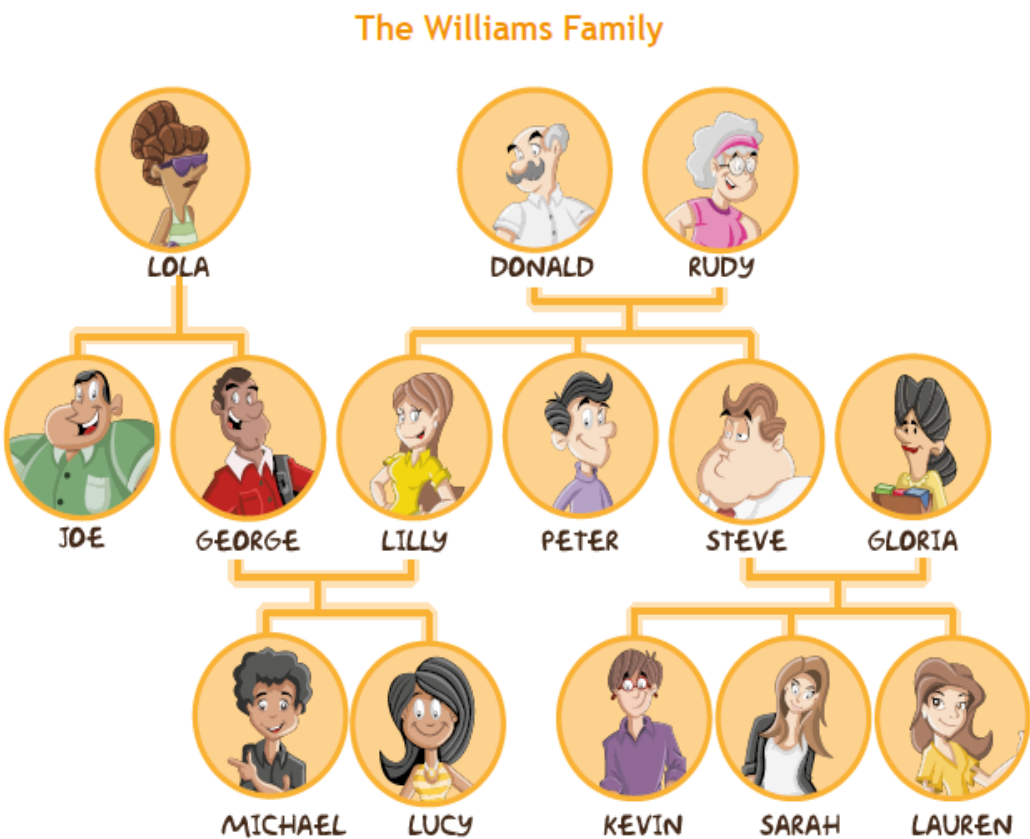 The Williams Family
LOLA
DONALD
RUDY
JOE
GEORGE
LILLY
PETER
STEVE
GLORIA
MICHAEL
LUCY
KEVIN
SARAH
LAUREN